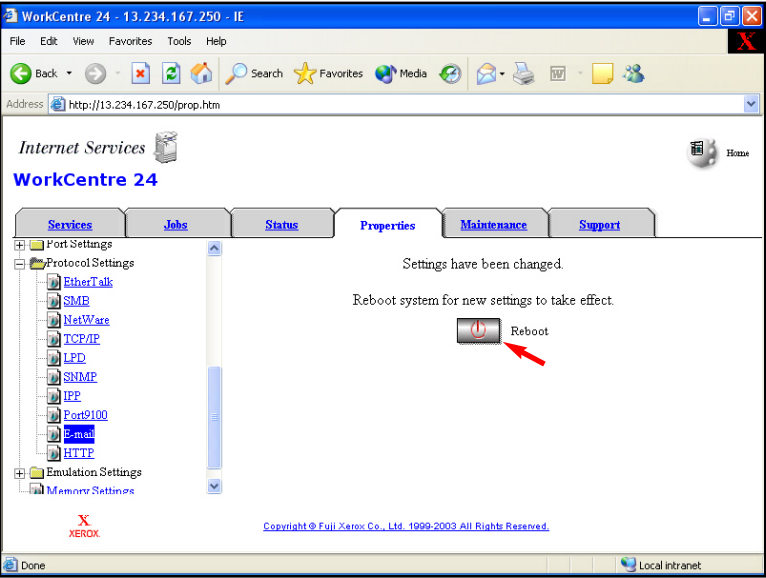 WorkCentre 24 - 13.234.167.250 - IE
File Edit View Favorites Tools Help
X
Back Search Favorites Media
Address http://13.234.167.250/prop.htm
Internet Services
Home
WorkCentre 24
Services Jobs Status Properties Maintenance Support
Port Settings
Protocol Settings
EtherTalk
SMB
NetWare
TCP/IP
LPD
SNMP
IPP
Port9100
E-mail
HTTP
Emulation Settings
Memory Settings
Settings have been changed.
Reboot system for new settings to take effect.
Reboot
X
XEROX.
Copyright © Fuji Xerox Co., Ltd. 1999-2003 All Rights Reserved.
Done Local intranet